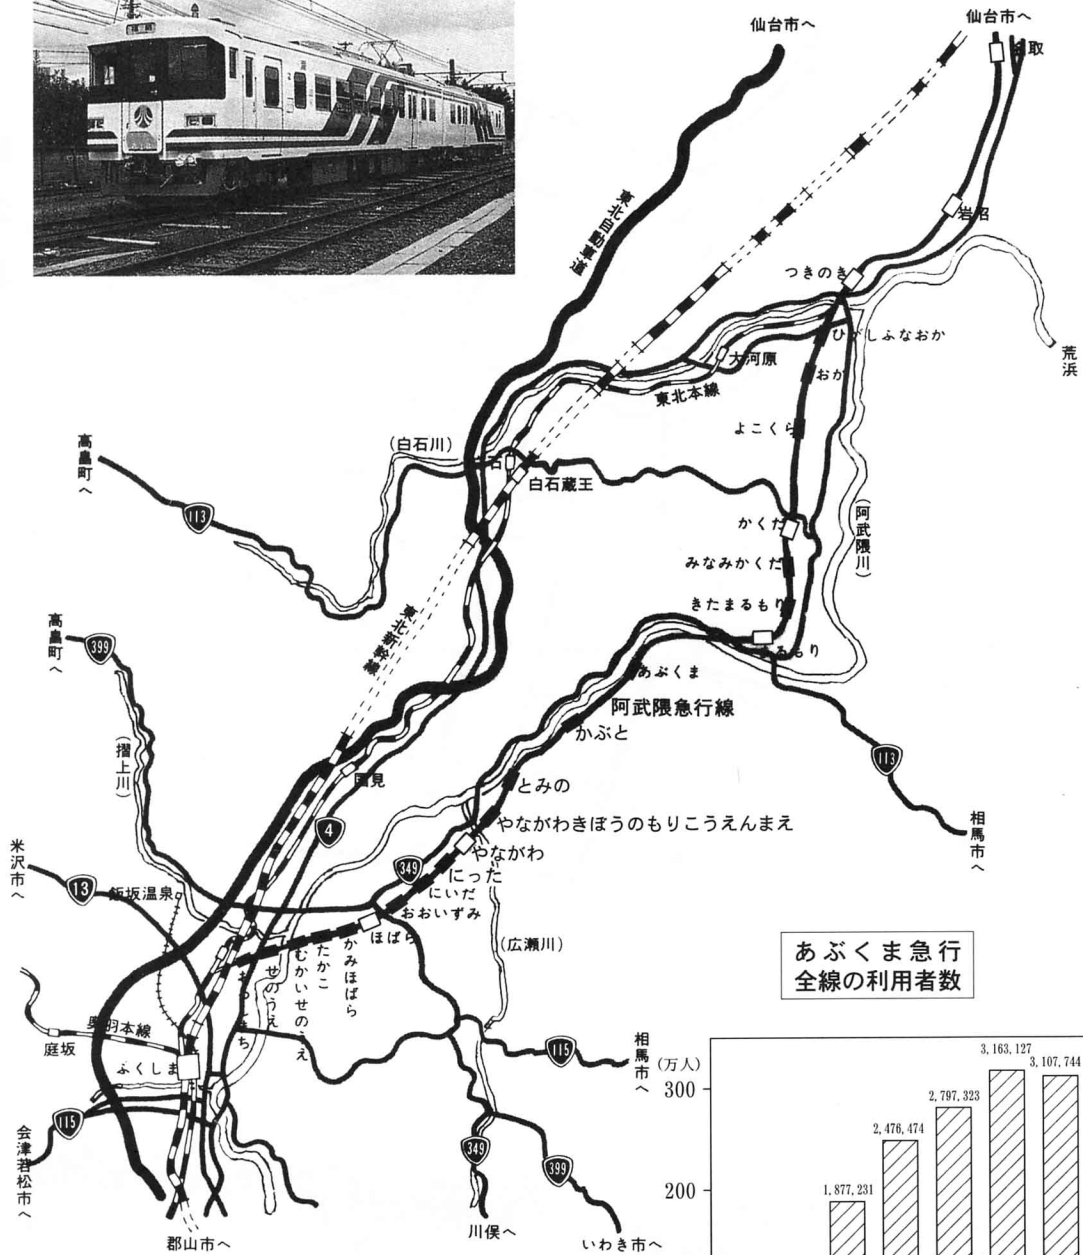 仙台市へ
仙台市へ
取
東北自動車道
岩沼
つきのき
ひがしふなおか
荒浜
大河原
おか
東北本線
よこくら
高畠町へ
(白石川)
石
白石蔵王
113
かくだ
(阿武隈川)
みなみかくだ
きたまるもり
まるもり
高畠町へ
399
東北新幹線
あぶくま
阿武隈急行線
かぶと
(摺上川)
113
国見
とみの
相馬市へ
4
やながわきぼうのもりこうえんまえ
やながわ
米沢市へ
349
にった
13
飯坂温泉
にいだ
おおいずみ
ほばら
(広瀬川)
かみほばら
たかこ
むかいせのうえ
せのうえ
あぶくま急行
全線の利用者数
奥羽本線
庭坂
ふくしま
115
相馬市へ
(万人)
3,163,127
3,107,744
300
2,797,323
2,476,474
115
会津若松市へ
349
399
200
1,877,231
郡山市へ
川俣へ
いわき市へ